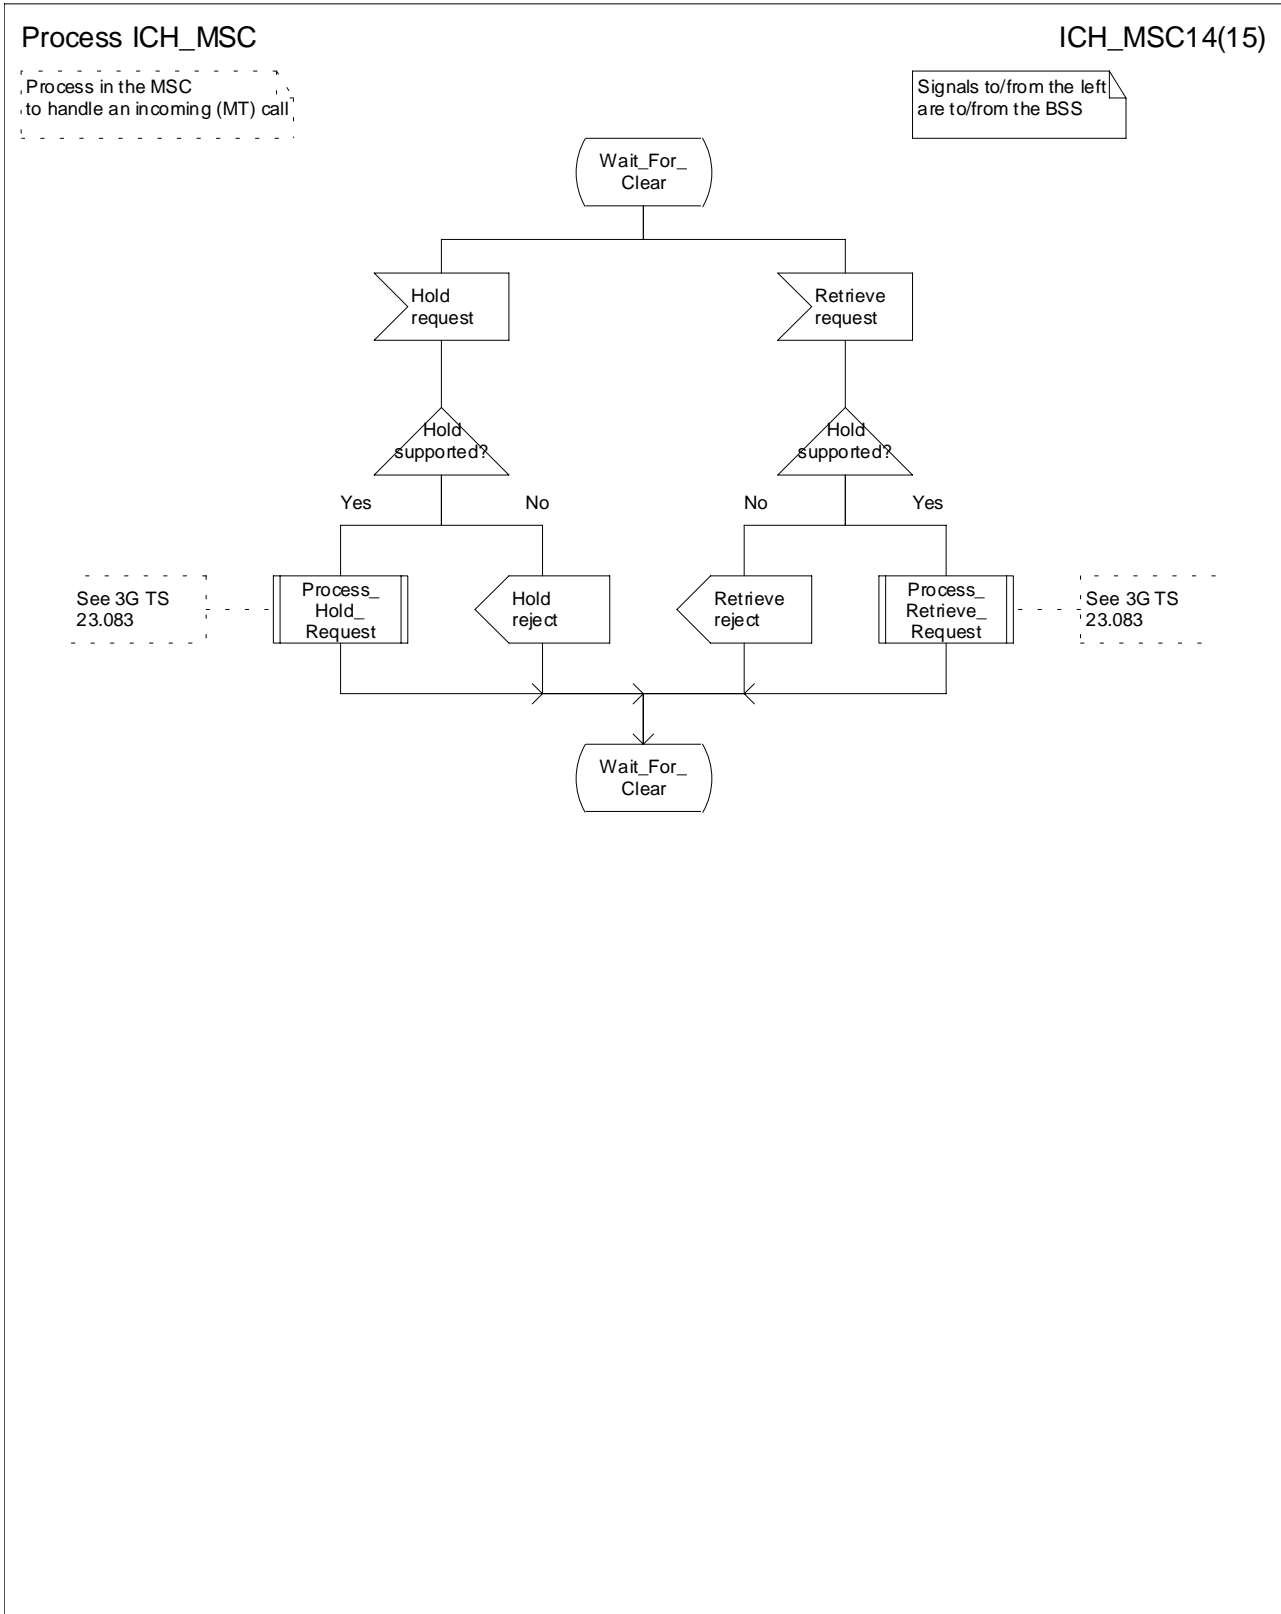 Process ICH_MSC
ICH_MSC14(15)
Process in the MSC
to handle an incoming (MT) call
Signals to/from the left
are to/from the BSS
Wait_For_
Clear
Hold
request
Retrieve
request
Hold
supported?
Hold
supported?
Yes
No
No
Yes
See 3G TS
23.083
Process_
Hold_
Request
Hold
reject
Retrieve
reject
Process_
Retrieve_
Request
See 3G TS
23.083
Wait_For_
Clear